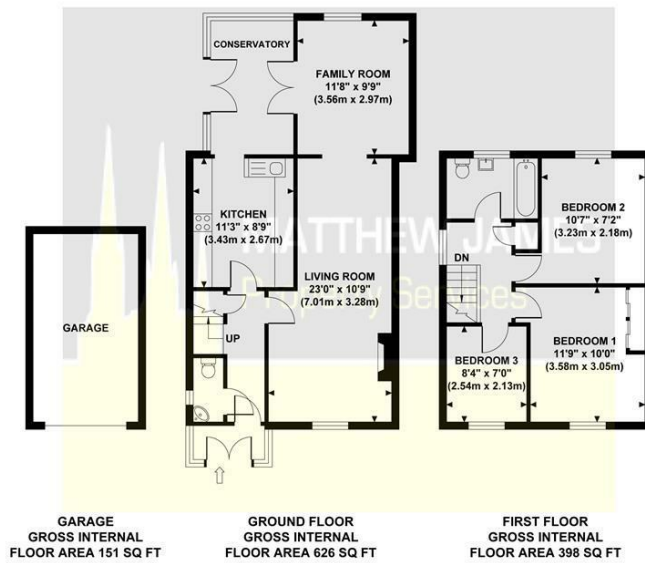 CONSERVATORY
FAMILY ROOM
11'8" x 9'9"
(3.56m x 2.97m)
KITCHEN
11'3" x 8'9"
(3.43m x 2.67m)
MATTHEW JAMES
Property Services
LIVING ROOM
23'0" x 10'9"
(7.01m x 3.28m)
UP
GARAGE
BEDROOM 2
10'7" x 7'2"
(3.23m x 2.18m)
DN
BEDROOM 1
11'9" x 10'0"
(3.58m x 3.05m)
BEDROOM 3
8'4" x 7'0"
(2.54m x 2.13m)
GARAGE
GROSS INTERNAL
FLOOR AREA 151 SQ FT
GROUND FLOOR
GROSS INTERNAL
FLOOR AREA 626 SQ FT
FIRST FLOOR
GROSS INTERNAL
FLOOR AREA 398 SQ FT